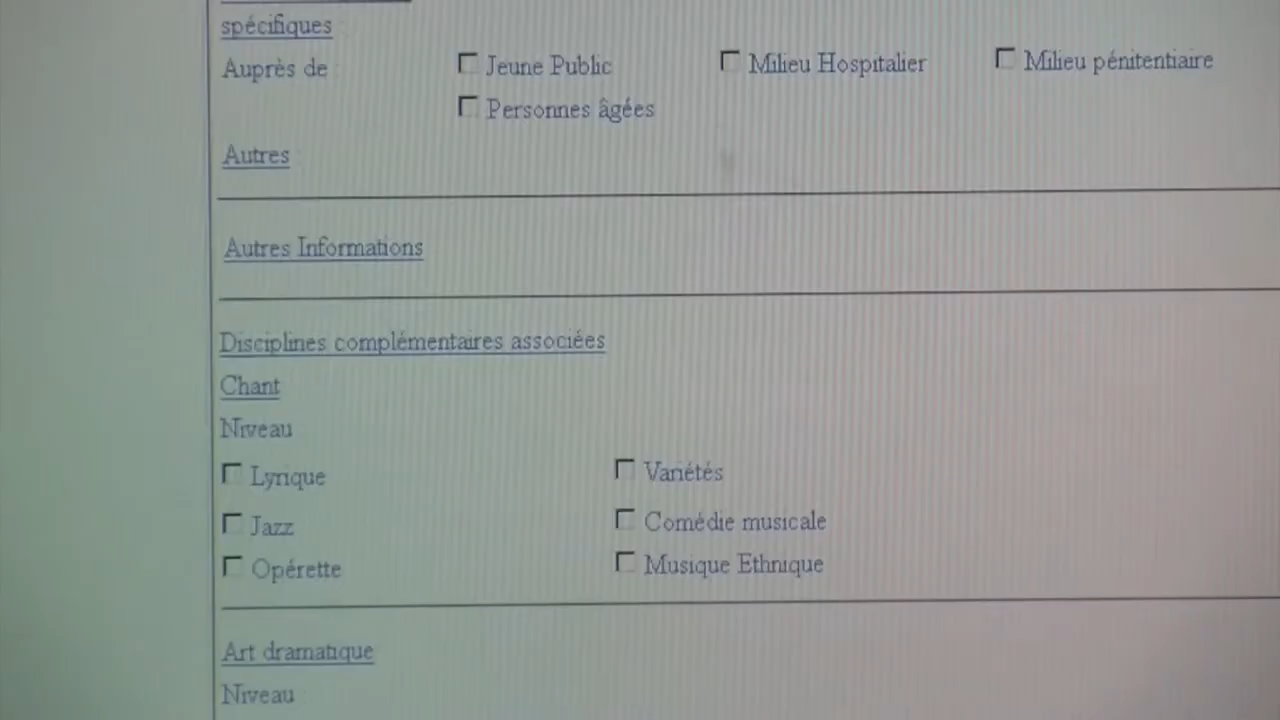 spécifiques
Auprès de Jeune Public Milieu Hospitalier Milieu pénitentiaire
Personnes âgées
Autres
Autres Informations
Disciplines complémentaires associées
Chant
Niveau
Lyrique Variétés
Jazz Comédie musicale
Opérette Musique Ethnique
Art dramatique
Niveau